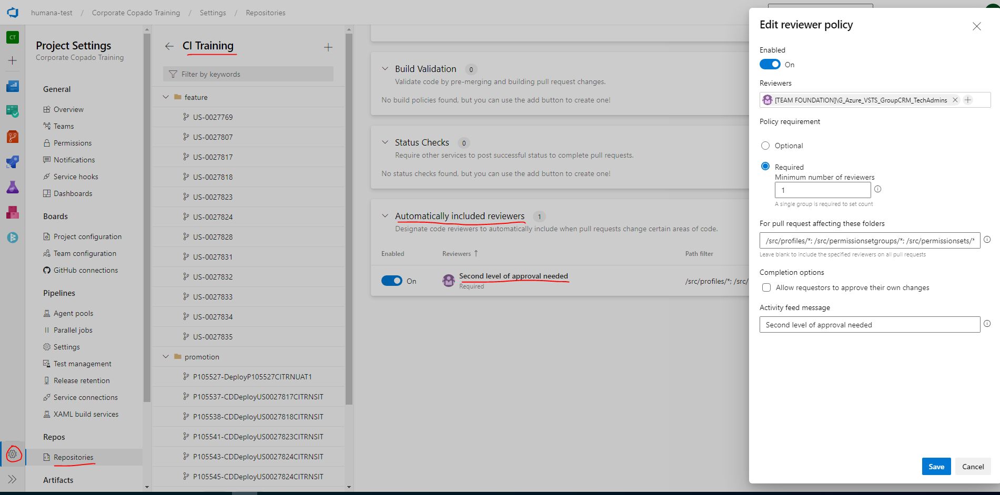 humana-test / Corporate Copado Training / Settings / Repositories
CT
Project Settings
Corporate Copado Training
General
Overview
Teams
Permissions
Notifications
Service hooks
Dashboards
Boards
Project configuration
Team configuration
GitHub connections
Pipelines
Agent pools
Parallel jobs
Settings
Test management
Release retention
Service connections
XAML build services
Repos
Repositories
Artifacts
CI Training
Filter by keywords
feature
US-0027769
US-0027807
US-0027817
US-0027818
US-0027823
US-0027824
US-0027828
US-0027831
US-0027832
US-0027833
US-0027834
US-0027835
promotion
P105527-DeployP105527CITRNUAT1
P105537-CDDeployUS0027817CITRNSIT
P105538-CDDeployUS0027818CITRNSIT
P105541-CDDeployUS0027823CITRNSIT
P105543-CDDeployUS0027824CITRNSIT
P105545-CDDeployUS0027824CITRNSIT
Build Validation 0
Validate code by pre-merging and building pull request changes.
No build policies found, but you can use the add button to create one!
Status Checks 0
Require other services to post successful status to complete pull requests.
No status checks found, but you can use the add button to create one!
Automatically included reviewers 1
Designate code reviewers to automatically include when pull requests change certain areas of code.
Enabled Reviewers ↑ Path filter
On Second level of approval needed /src/profiles/*; /src/
Required
Edit reviewer policy
Enabled
On
Reviewers
[TEAM FOUNDATION]\G_Azure_VSTS_GroupCRM_TechAdmins
Policy requirement
Optional
Required
Minimum number of reviewers
1
A single group is required to set count
For pull request affecting these folders
/src/profiles/*; /src/permissionsetgroups/*; /src/permissionsets/*
Leave blank to include the specified reviewers on all pull requests
Completion options
Allow requestors to approve their own changes
Activity feed message
Second level of approval needed
Save Cancel